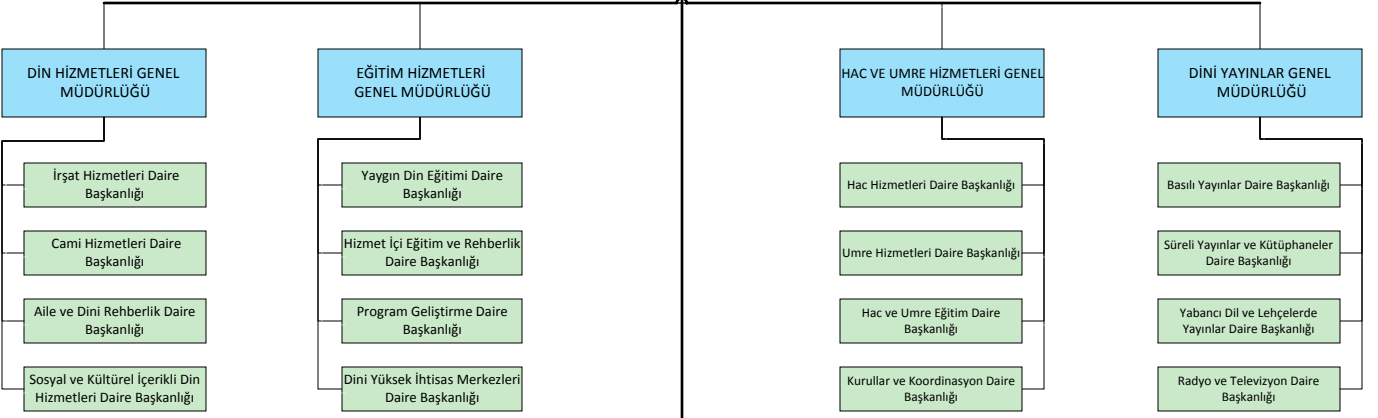 DİN HİZMETLERİ GENEL
MÜDÜRLÜĞÜ
İrşat Hizmetleri Daire
Başkanlığı
Cami Hizmetleri Daire
Başkanlığı
Aile ve Dini Rehberlik Daire
Başkanlığı
Sosyal ve Kültürel İçerikli Din
Hizmetleri Daire Başkanlığı
EĞİTİM HİZMETLERİ
GENEL MÜDÜRLÜĞÜ
Yaygın Din Eğitimi Daire
Başkanlığı
Hizmet İçi Eğitim ve Rehberlik
Daire Başkanlığı
Program Geliştirme Daire
Başkanlığı
Dini Yüksek İhtisas Merkezleri
Daire Başkanlığı
HAC VE UMRE HİZMETLERİ GENEL
MÜDÜRLÜĞÜ
Hac Hizmetleri Daire Başkanlığı
Umre Hizmetleri Daire Başkanlığı
Hac ve Umre Eğitim Daire
Başkanlığı
Kurullar ve Koordinasyon Daire
Başkanlığı
DİNİ YAYINLAR GENEL
MÜDÜRLÜĞÜ
Basılı Yayınlar Daire Başkanlığı
Süreli Yayınlar ve Kütüphaneler
Daire Başkanlığı
Yabancı Dil ve Lehçelerde
Yayınlar Daire Başkanlığı
Radyo ve Televizyon Daire
Başkanlığı